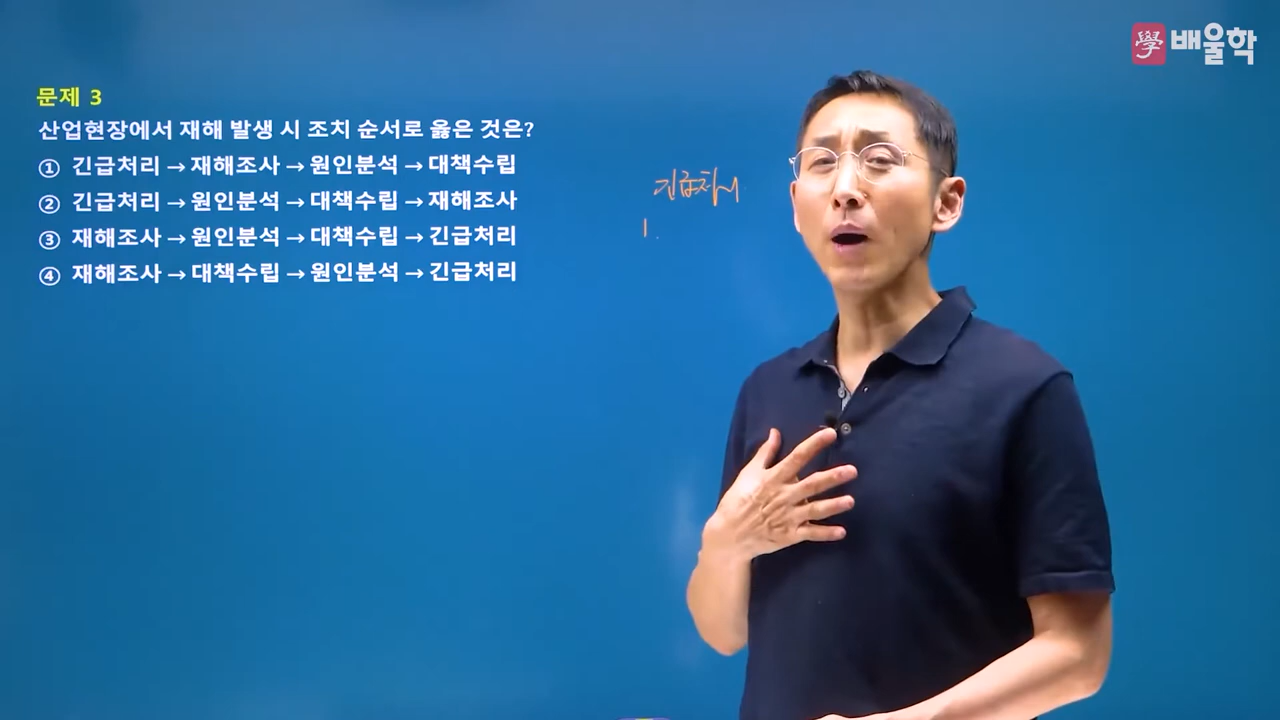 學 배울학
문제 3
산업현장에서 재해 발생 시 조치 순서로 옳은 것은?
① 긴급처리 → 재해조사 → 원인분석 → 대책수립
② 긴급처리 → 원인분석 → 대책수립 → 재해조사
③ 재해조사 → 원인분석 → 대책수립 → 긴급처리
④ 재해조사 → 대책수립 → 원인분석 → 긴급처리
긴급처리
1.